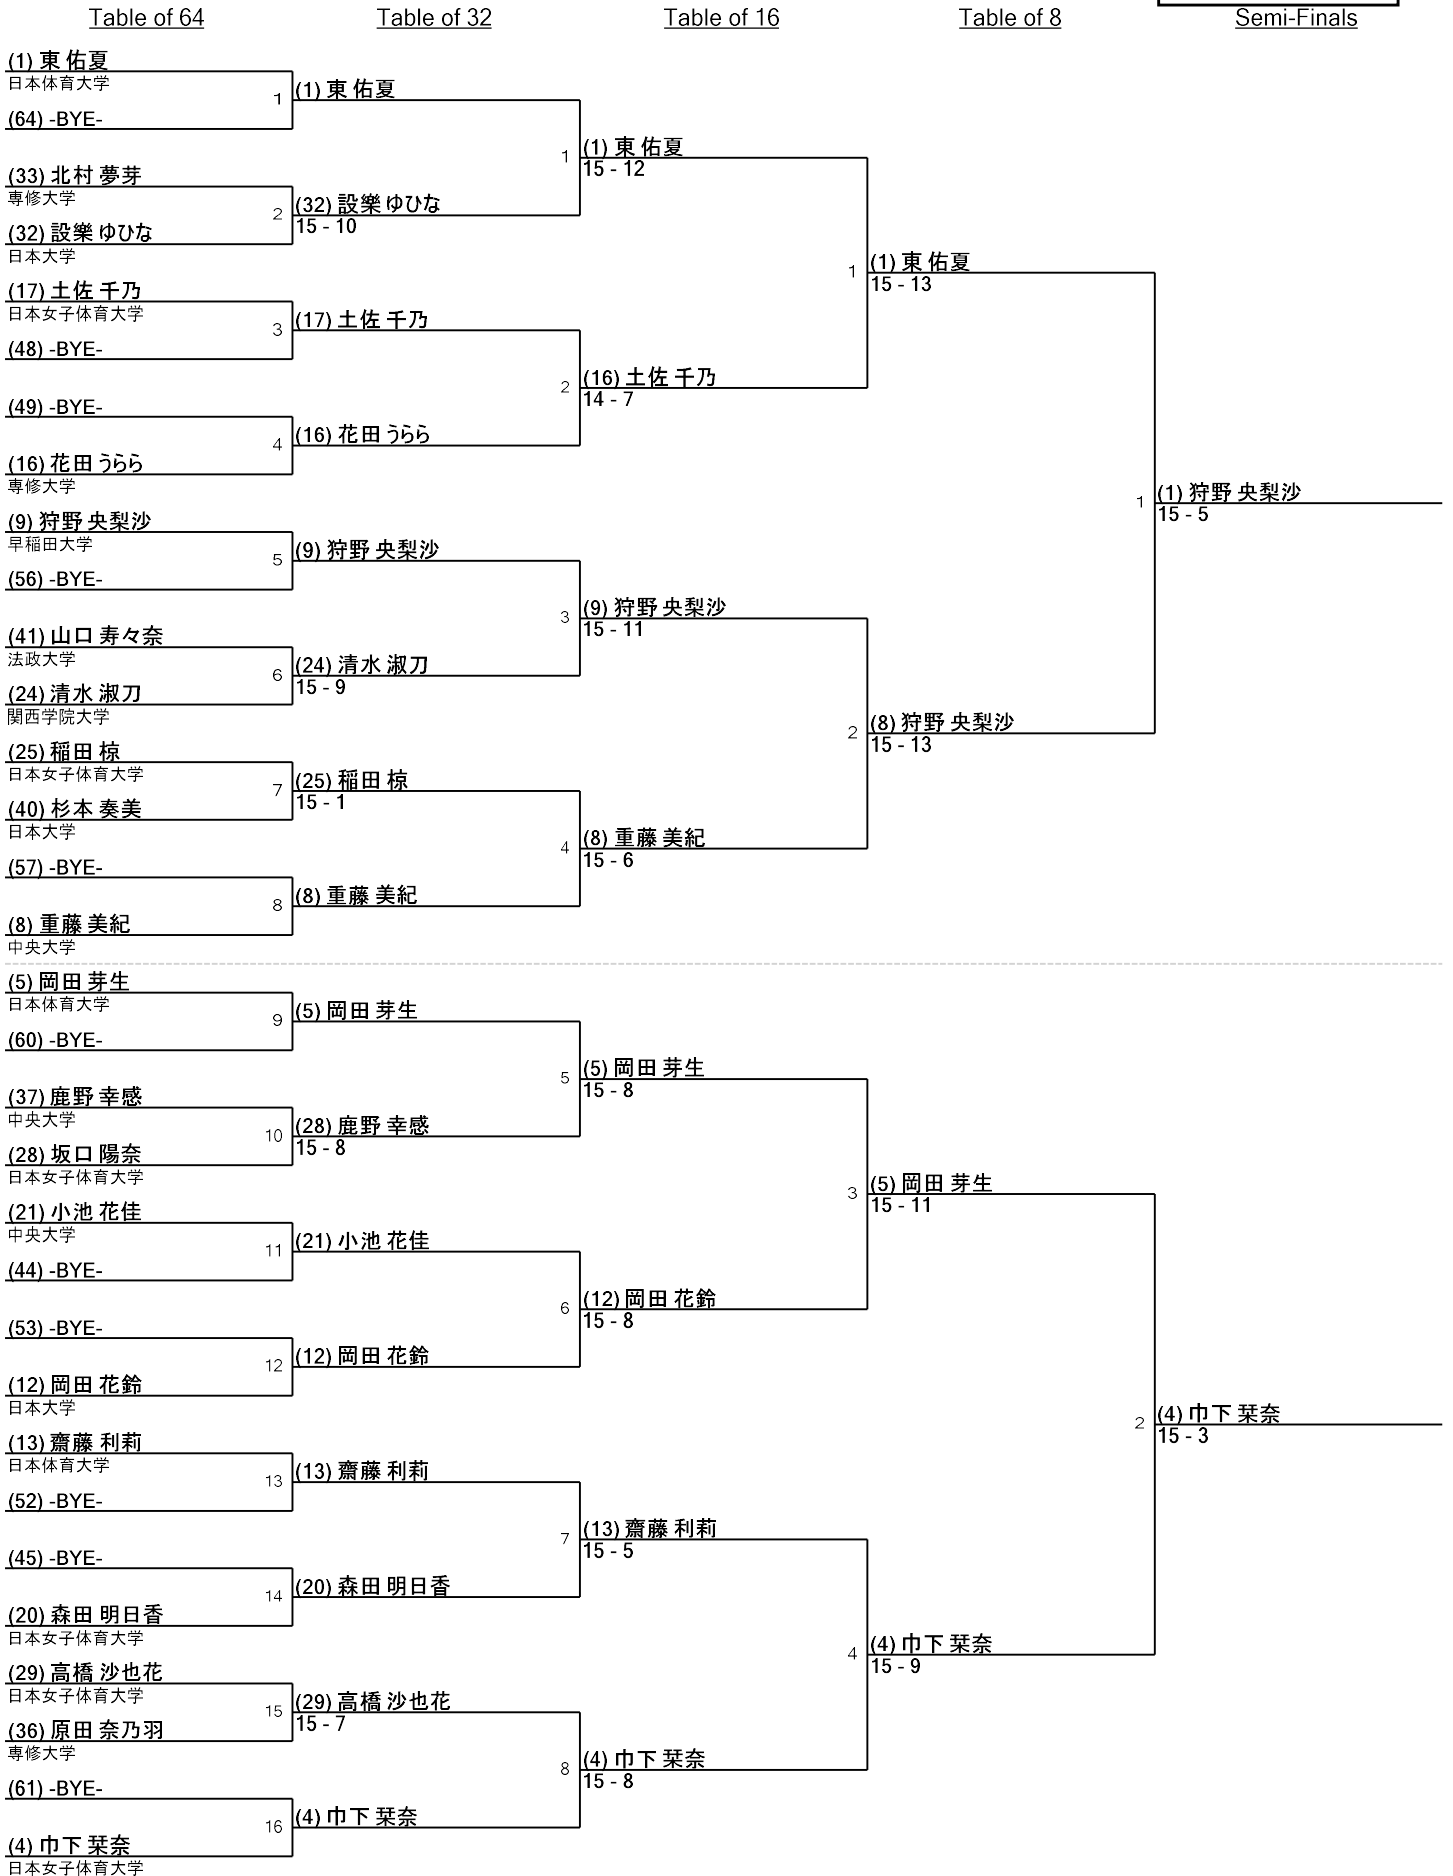 Table of 64
Table of 32
Table of 16
Table of 8
Semi-Finals
(1) 東 佑夏
日本体育大学
1
(1) 東 佑夏
(64) -BYE-
1
(1) 東 佑夏
15 - 12
(33) 北村 夢芽
専修大学
2
(32) 設樂 ゆひな
15 - 10
(32) 設樂 ゆひな
日本大学
1
(1) 東 佑夏
15 - 13
(17) 土佐 千乃
日本女子体育大学
3
(17) 土佐 千乃
(48) -BYE-
2
(16) 土佐 千乃
14 - 7
(49) -BYE-
4
(16) 花田 うらら
(16) 花田 うらら
専修大学
1
(1) 狩野 央梨沙
15 - 5
(9) 狩野 央梨沙
早稲田大学
5
(9) 狩野 央梨沙
(56) -BYE-
3
(9) 狩野 央梨沙
15 - 11
(41) 山口 寿々奈
法政大学
6
(24) 清水 淑刀
15 - 9
(24) 清水 淑刀
関西学院大学
2
(8) 狩野 央梨沙
15 - 13
(25) 稲田 椋
日本女子体育大学
7
(25) 稲田 椋
15 - 1
(40) 杉本 奏美
日本大学
4
(8) 重藤 美紀
15 - 6
(57) -BYE-
8
(8) 重藤 美紀
(8) 重藤 美紀
中央大学
(5) 岡田 芽生
日本体育大学
9
(5) 岡田 芽生
(60) -BYE-
5
(5) 岡田 芽生
15 - 8
(37) 鹿野 幸感
中央大学
10
(28) 鹿野 幸感
15 - 8
(28) 坂口 陽奈
日本女子体育大学
3
(5) 岡田 芽生
15 - 11
(21) 小池 花佳
中央大学
11
(21) 小池 花佳
(44) -BYE-
6
(12) 岡田 花鈴
15 - 8
(53) -BYE-
12
(12) 岡田 花鈴
(12) 岡田 花鈴
日本大学
2
(4) 巾下 栞奈
15 - 3
(13) 齋藤 利莉
日本体育大学
13
(13) 齋藤 利莉
(52) -BYE-
7
(13) 齋藤 利莉
15 - 5
(45) -BYE-
14
(20) 森田 明日香
(20) 森田 明日香
日本女子体育大学
4
(4) 巾下 栞奈
15 - 9
(29) 高橋 沙也花
日本女子体育大学
15
(29) 高橋 沙也花
15 - 7
(36) 原田 奈乃羽
専修大学
8
(4) 巾下 栞奈
15 - 8
(61) -BYE-
16
(4) 巾下 栞奈
(4) 巾下 栞奈
日本女子体育大学